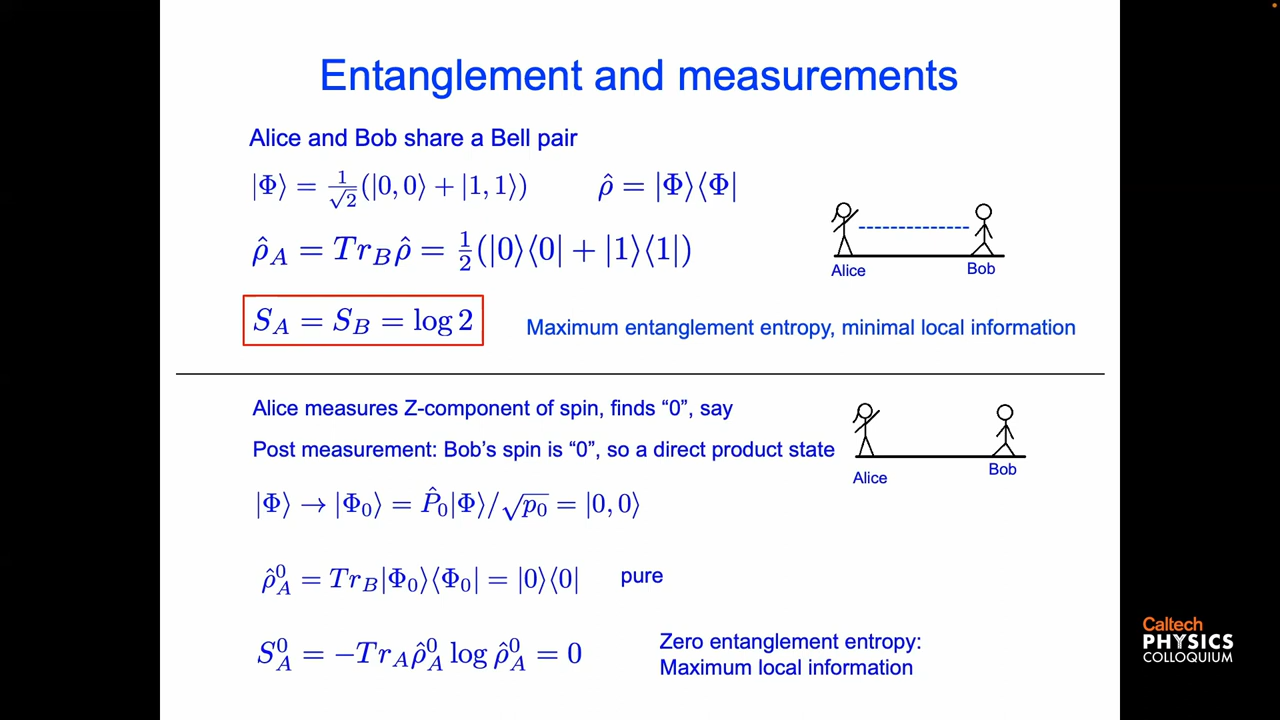 Entanglement and measurements
Alice and Bob share a Bell pair
|Φ⟩ = 1/√2(|0,0⟩ + |1,1⟩)    ρ̂ = |Φ⟩⟨Φ|
ρ̂_A = Tr_B ρ̂ = 1/2(|0⟩⟨0| + |1⟩⟨1|)
Alice
Bob
S_A = S_B = log 2
Maximum entanglement entropy, minimal local information
Alice measures Z-component of spin, finds “0”, say
Post measurement: Bob’s spin is “0”, so a direct product state
Alice
Bob
|Φ⟩ → |Φ_0⟩ = P̂_0|Φ⟩/√p_0 = |0,0⟩
ρ̂_A^0 = Tr_B|Φ_0⟩⟨Φ_0| = |0⟩⟨0|    pure
S_A^0 = −Tr_A ρ̂_A^0 log ρ̂_A^0 = 0
Zero entanglement entropy:
Maximum local information
Caltech
PHYSICS
COLLOQUIUM